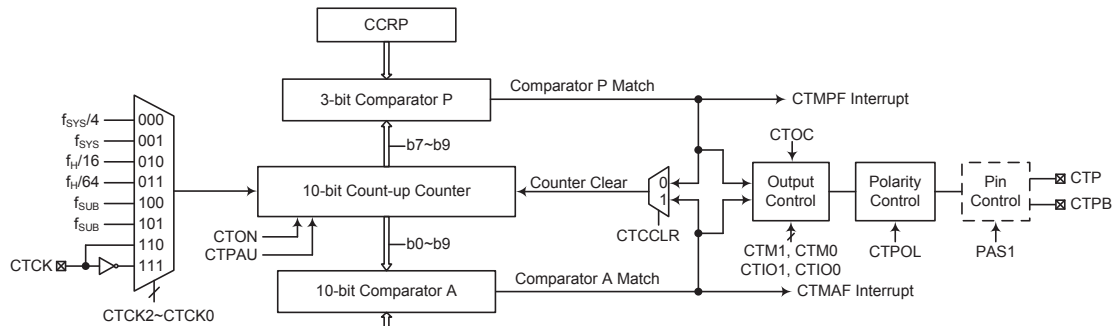 CCRP
3-bit Comparator P
Comparator P Match
CTMPF Interrupt
b7~b9
fSYS/4
000
fSYS
001
fH/16
010
fH/64
011
fSUB
100
fSUB
101
110
CTCK
111
CTCK2~CTCK0
10-bit Count-up Counter
CTON
CTPAU
Counter Clear
0
1
CTCCLR
CTOC
Output
Control
CTM1, CTM0
CTIO1, CTIO0
Polarity
Control
CTPOL
Pin
Control
PAS1
CTP
CTPB
b0~b9
10-bit Comparator A
Comparator A Match
CTMAF Interrupt